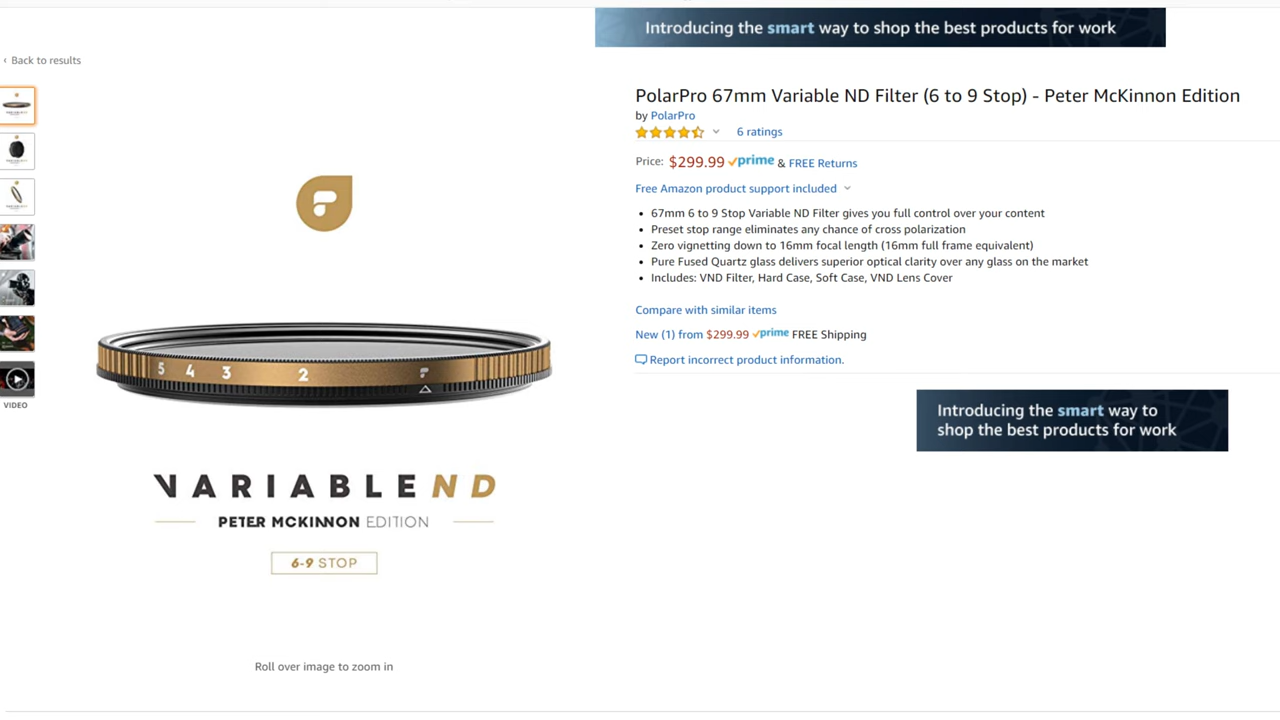 Introducing the smart way to shop the best products for work
‹ Back to results
PolarPro 67mm Variable ND Filter (6 to 9 Stop) - Peter McKinnon Edition
by PolarPro
6 ratings
Price: $299.99 prime & FREE Returns
Free Amazon product support included
• 67mm 6 to 9 Stop Variable ND Filter gives you full control over your content
• Preset stop range eliminates any chance of cross polarization
• Zero vignetting down to 16mm focal length (16mm full frame equivalent)
• Pure Fused Quartz glass delivers superior optical clarity over any glass on the market
• Includes: VND Filter, Hard Case, Soft Case, VND Lens Cover
Compare with similar items
New (1) from $299.99 prime FREE Shipping
Report incorrect product information.
Introducing the smart way to
shop the best products for work
5 4 3 2
VIDEO
VARIABLE ND
PETER MCKINNON EDITION
6-9 STOP
Roll over image to zoom in